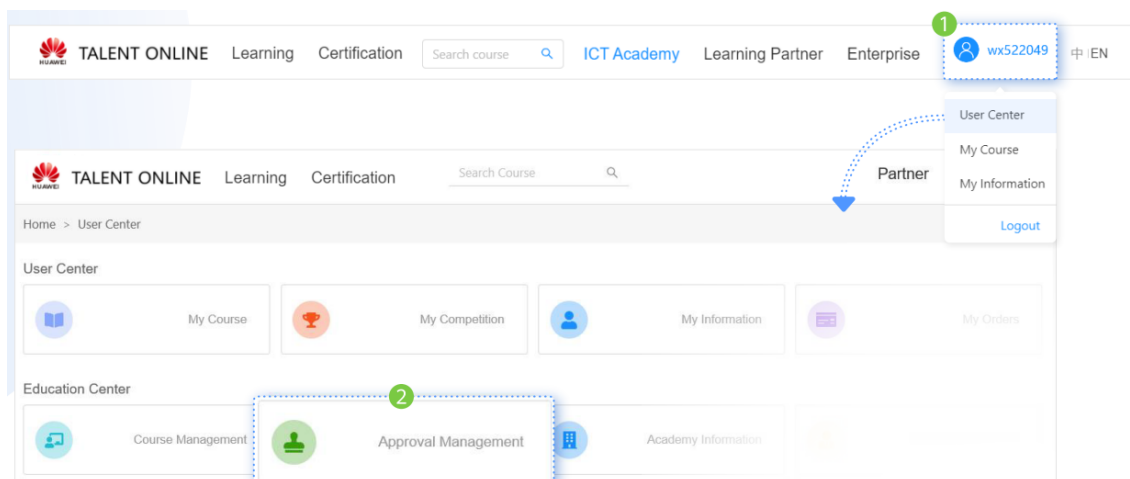 1
HUAWEI TALENT ONLINE Learning Certification Search course ICT Academy Learning Partner Enterprise wx522049 中 | EN
User Center
My Course
My Information
Logout
HUAWEI TALENT ONLINE Learning Certification Search Course Partner
Home > User Center
User Center
My Course My Competition My Information My Orders
Education Center
2
Course Management Approval Management Academy Information